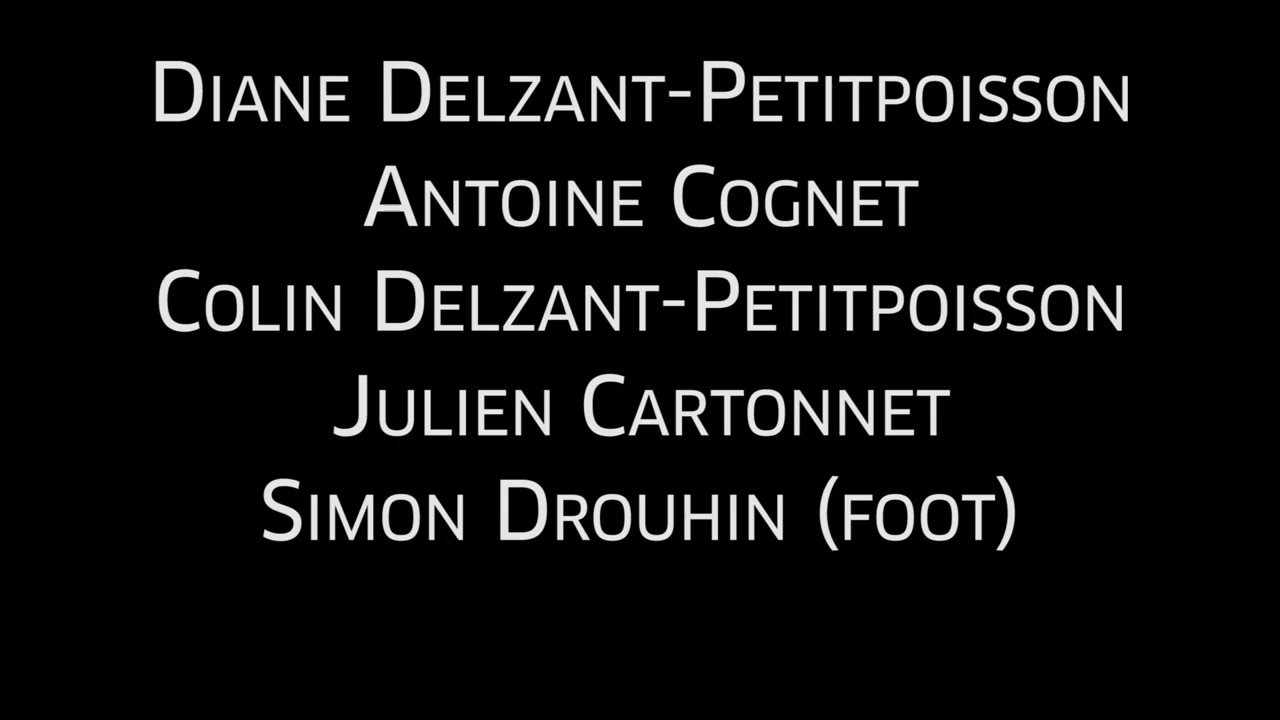 Diane Delzant-Petitpoisson
Antoine Cognet
Colin Delzant-Petitpoisson
Julien Cartonnet
Simon Drouhin (foot)